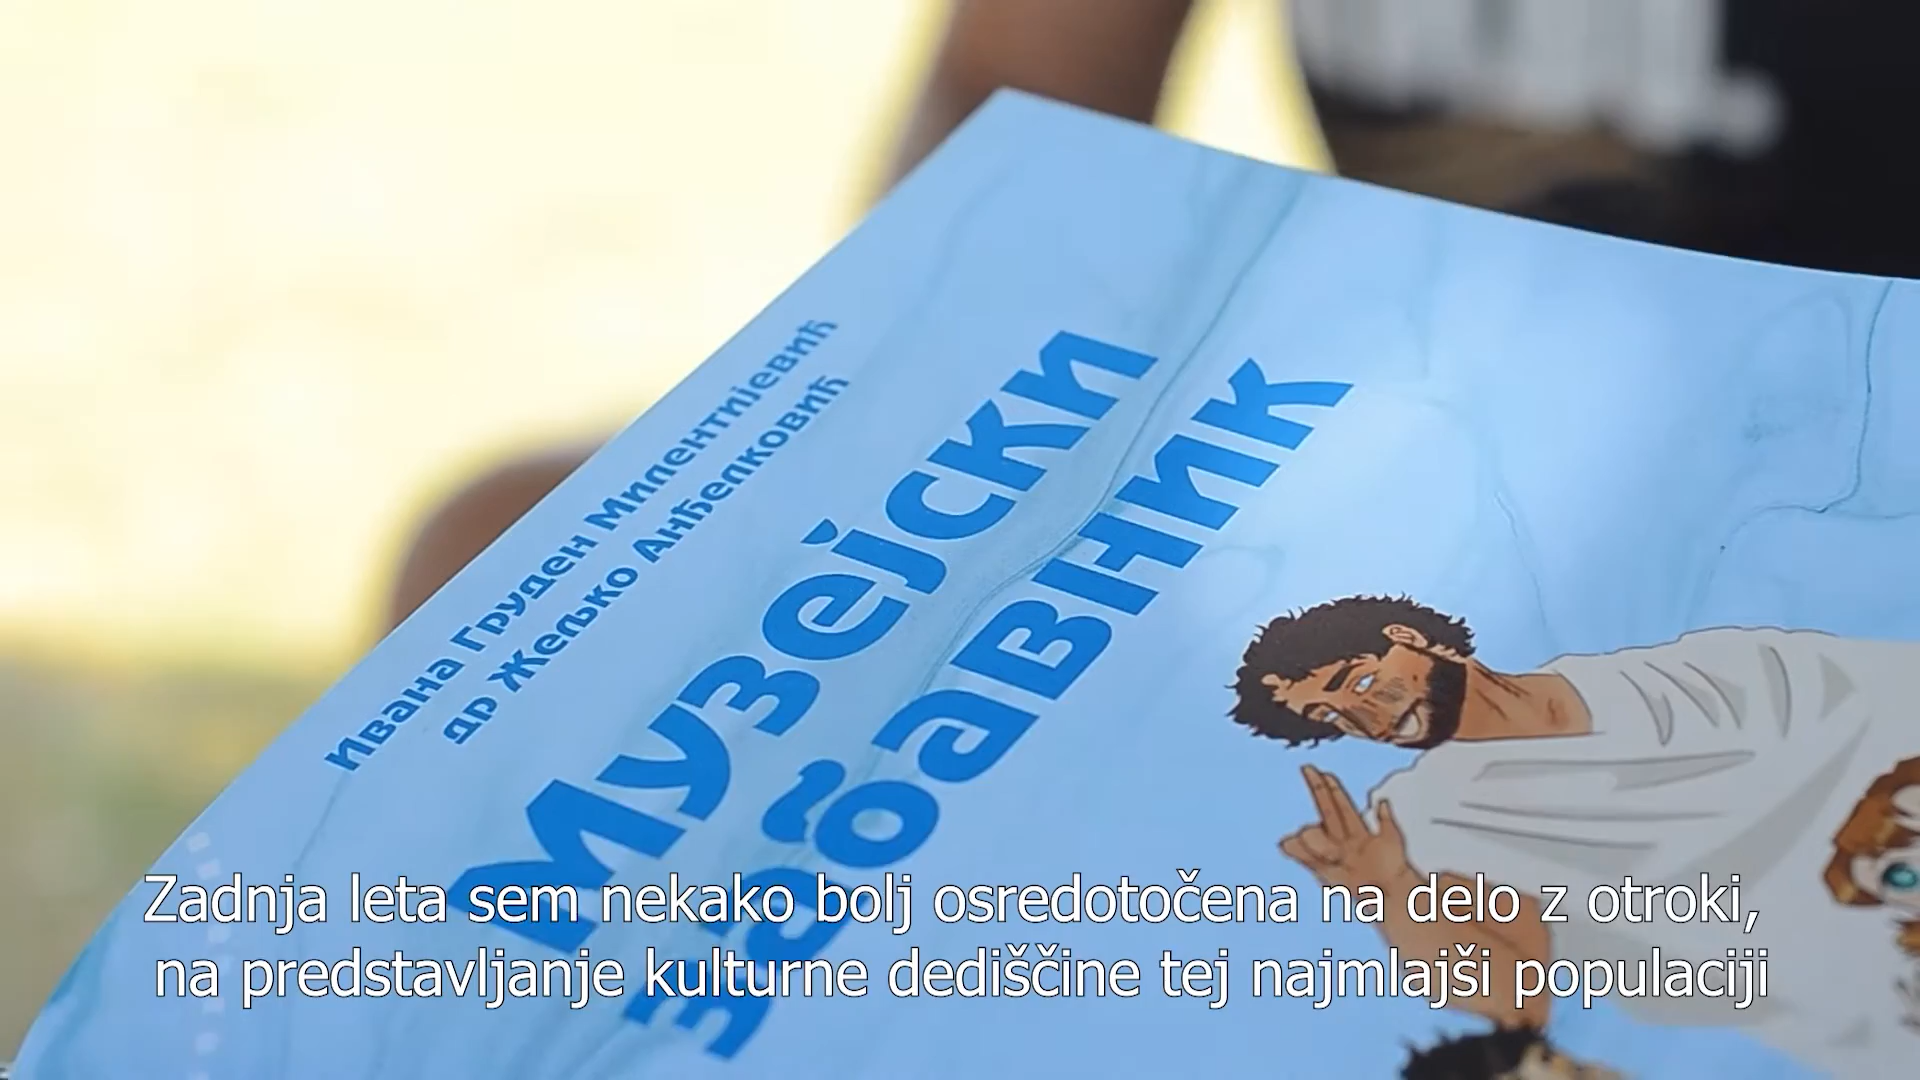 Ивана Груден Милентијевић
др Жељко Анђелковић
Музејски
забавник
Zadnja leta sem nekako bolj osredotočena na delo z otroki,
na predstavljanje kulturne dediščine tej najmlajši populaciji